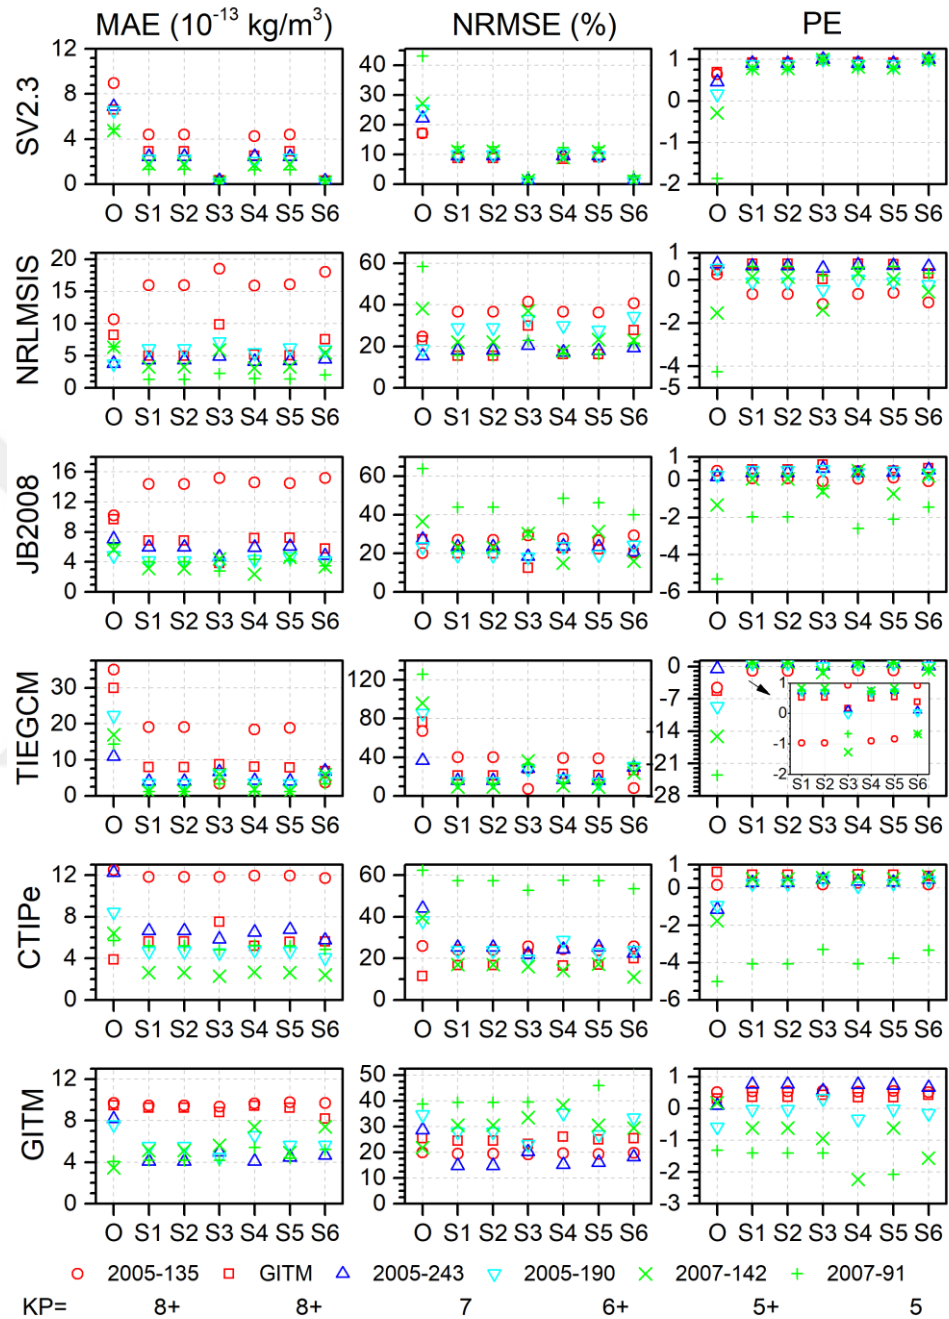 MAE (10⁻¹³ kg/m³) NRMSE (%) PE
SV2.3
12 40 1
8 30 0
4 20 -1
0 10 -2
0
O S1 S2 S3 S4 S5 S6 O S1 S2 S3 S4 S5 S6 O S1 S2 S3 S4 S5 S6
NRLMSIS
20 60 1
15 40 0
10 20 -2
5 0 -4
0 -5
O S1 S2 S3 S4 S5 S6 O S1 S2 S3 S4 S5 S6 O S1 S2 S3 S4 S5 S6
JB2008
16 60 1
12 40 0
8 20 -2
4 0 -4
0 -6
O S1 S2 S3 S4 S5 S6 O S1 S2 S3 S4 S5 S6 O S1 S2 S3 S4 S5 S6
TIEGCM
30 120 0
20 80 -7
10 40 -14
0 0 -21
-28
1
0
-1
-2
S1 S2 S3 S4 S5 S6
O S1 S2 S3 S4 S5 S6 O S1 S2 S3 S4 S5 S6 O S1 S2 S3 S4 S5 S6
CTIPe
12 60 1
8 40 0
4 20 -2
0 0 -4
-6
O S1 S2 S3 S4 S5 S6 O S1 S2 S3 S4 S5 S6 O S1 S2 S3 S4 S5 S6
GITM
12 50 1
8 40 0
4 30 -1
0 20 -2
10 -3
0
O S1 S2 S3 S4 S5 S6 O S1 S2 S3 S4 S5 S6 O S1 S2 S3 S4 S5 S6
2005-135 GITM 2005-243 2005-190 2007-142 2007-91
KP= 8+ 8+ 7 6+ 5+ 5